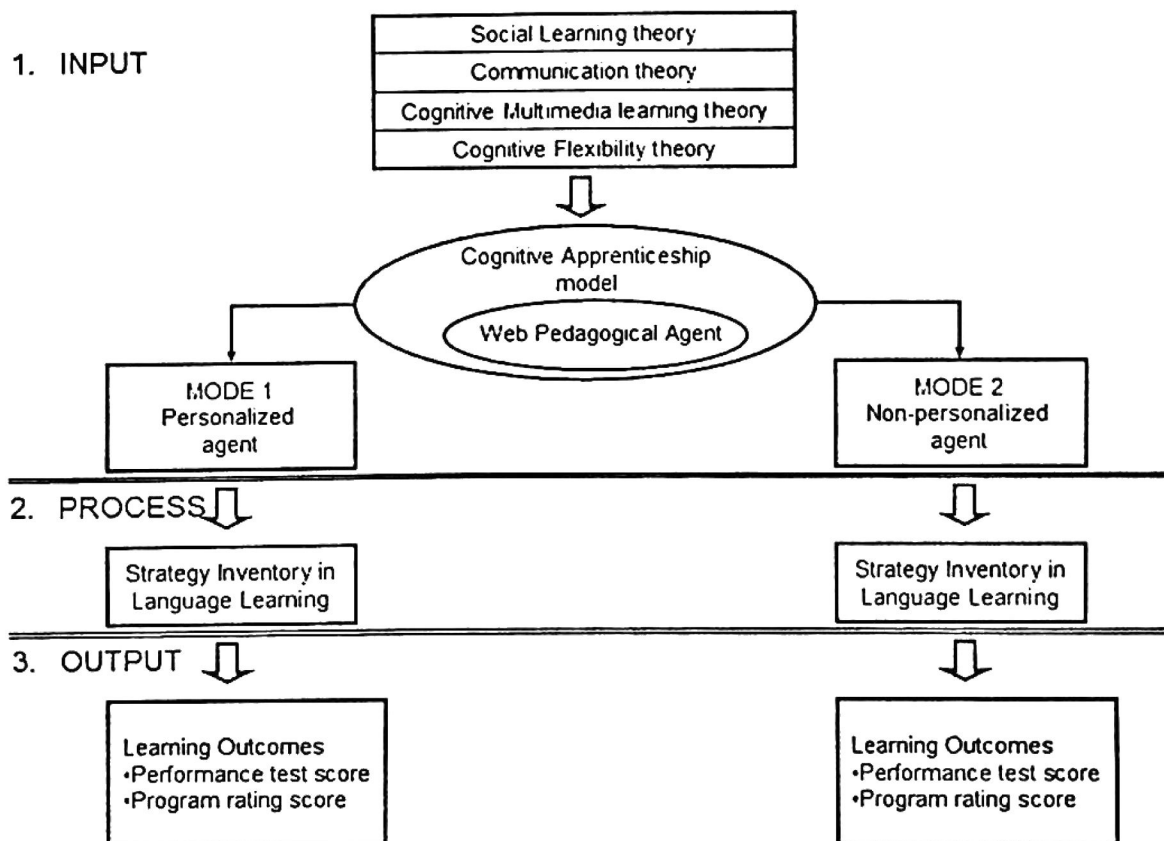 1. INPUT
Social Learning theory
Communication theory
Cognitive Multimedia learning theory
Cognitive Flexibility theory
Cognitive Apprenticeship
model
Web Pedagogical Agent
MODE 1
Personalized
agent
MODE 2
Non-personalized
agent
2. PROCESS
Strategy Inventory in
Language Learning
Strategy Inventory in
Language Learning
3. OUTPUT
Learning Outcomes
•Performance test score
•Program rating score
Learning Outcomes
•Performance test score
•Program rating score